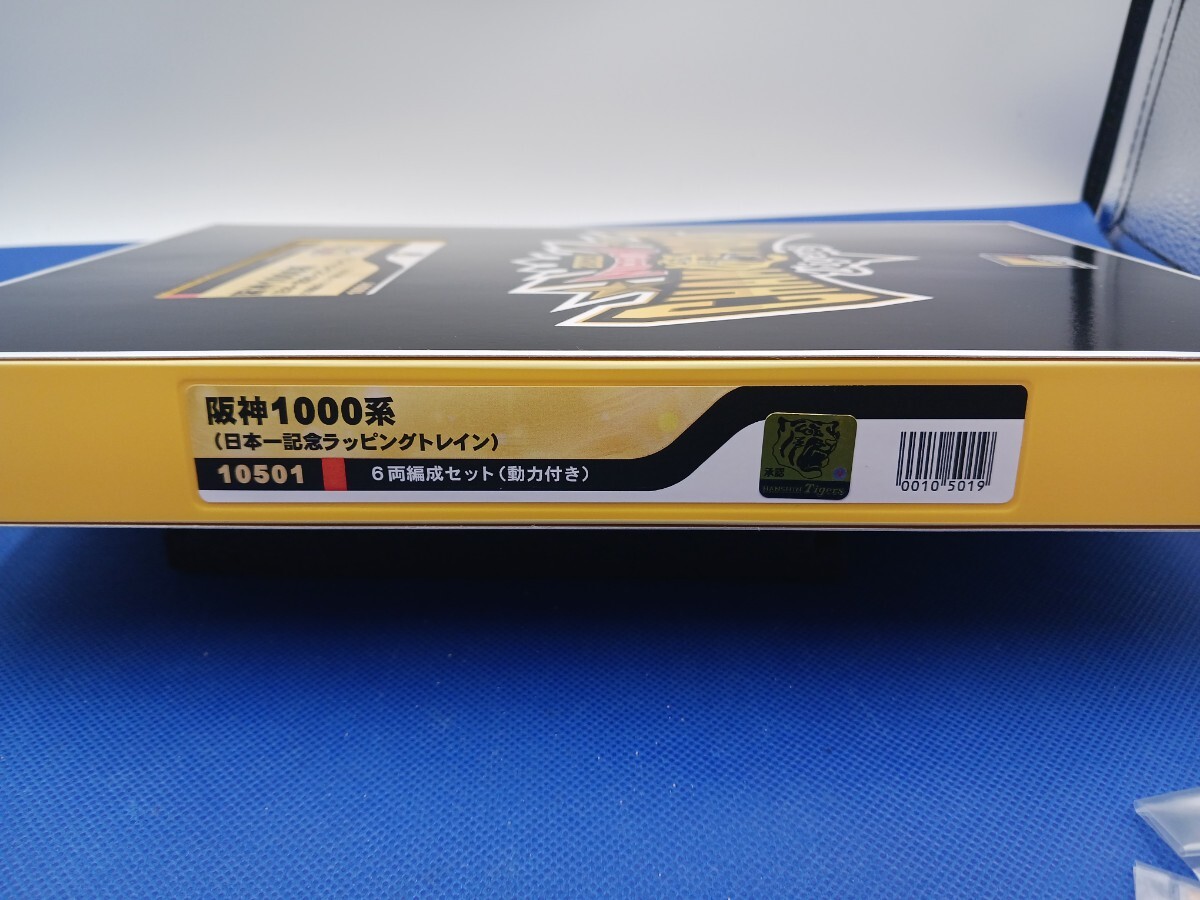 阪神1000系
(日本一記念ラッピングトレイン)
10501
6両編成セット(動力付き)
承認
HANSHIN Tigers
0010 5019